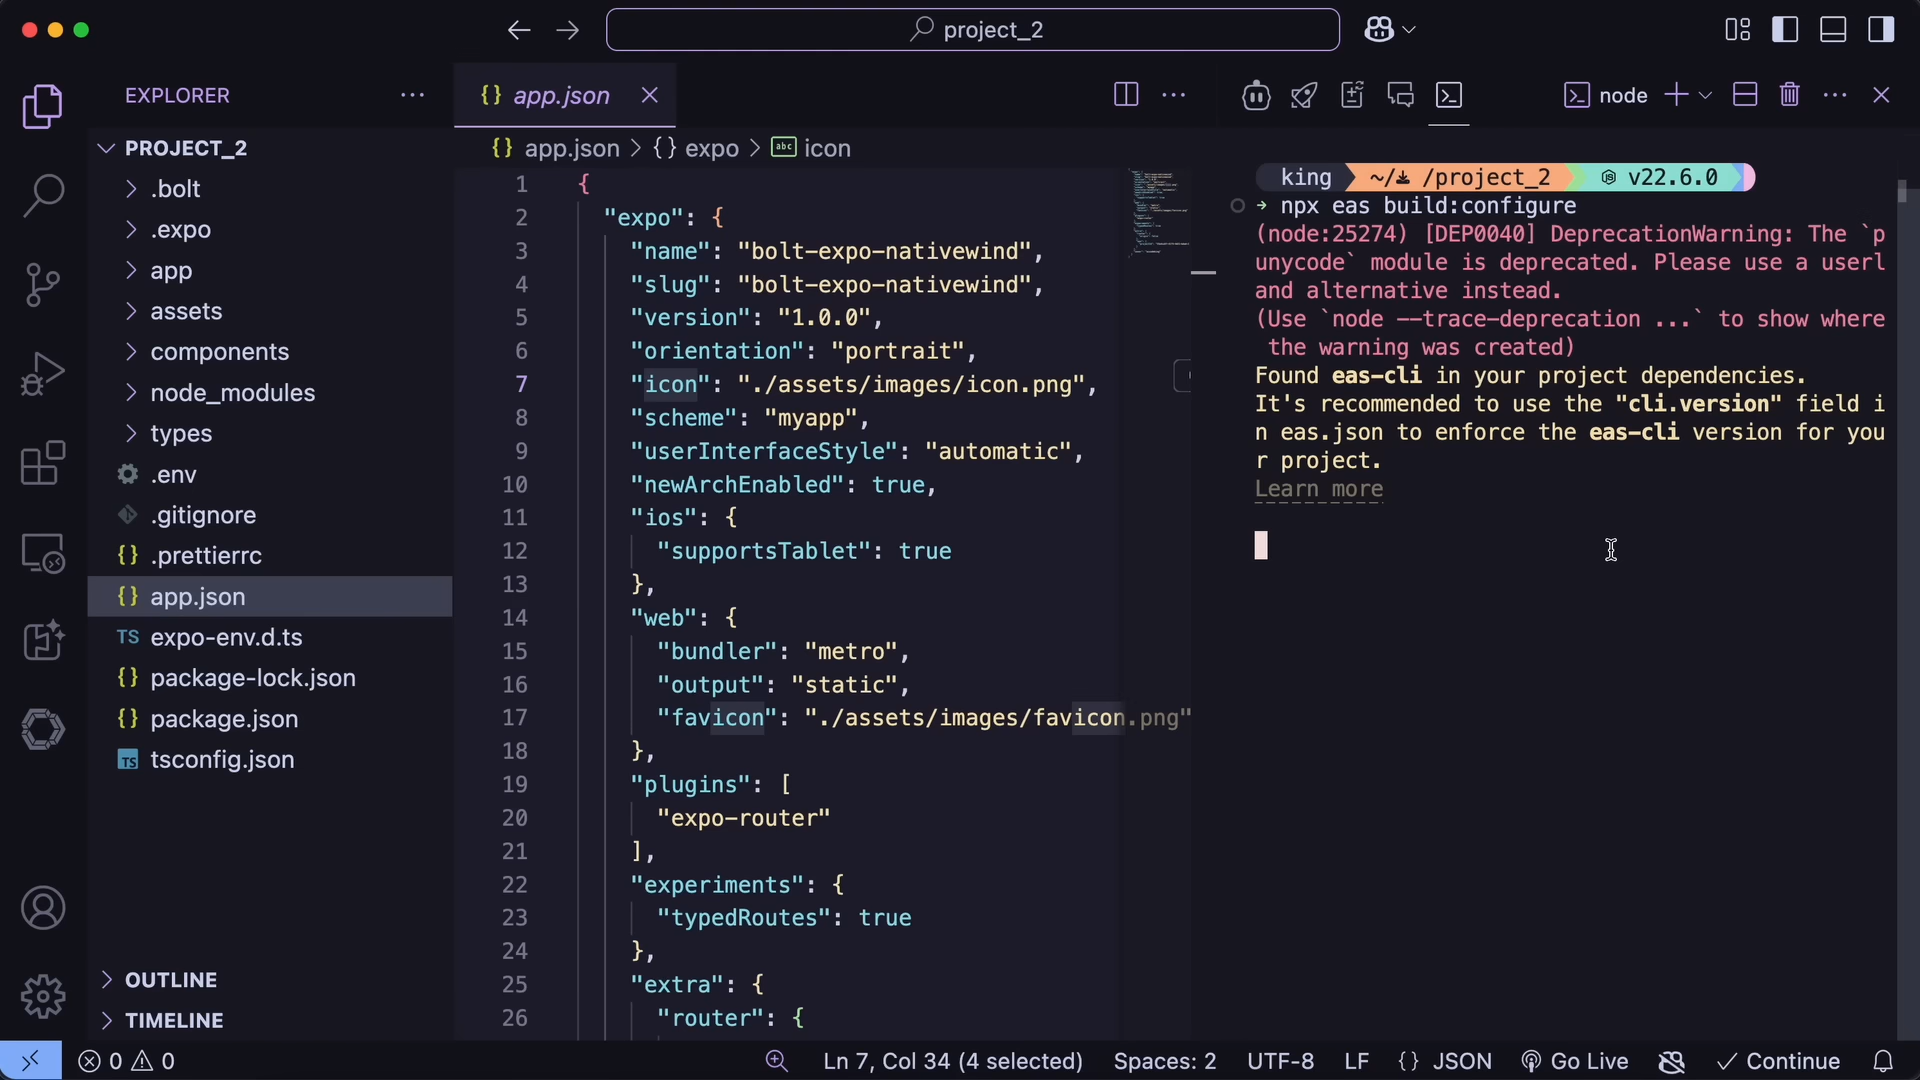 project_2
EXPLORER
PROJECT_2
.bolt
.expo
app
assets
components
node_modules
types
.env
.gitignore
{} .prettierrc
{} app.json
TS expo-env.d.ts
{} package-lock.json
{} package.json
TS tsconfig.json
OUTLINE
TIMELINE
{} app.json
{} app.json > {} expo > abc icon
1 {
2 "expo": {
3 "name": "bolt-expo-nativewind",
4 "slug": "bolt-expo-nativewind",
5 "version": "1.0.0",
6 "orientation": "portrait",
7 "icon": "./assets/images/icon.png",
8 "scheme": "myapp",
9 "userInterfaceStyle": "automatic",
10 "newArchEnabled": true,
11 "ios": {
12 "supportsTablet": true
13 },
14 "web": {
15 "bundler": "metro",
16 "output": "static",
17 "favicon": "./assets/images/favicon.png"
18 },
19 "plugins": [
20 "expo-router"
21 ],
22 "experiments": {
23 "typedRoutes": true
24 },
25 "extra": {
26 "router": {
node
king ~/ /project_2 v22.6.0
→ npx eas build:configure
(node:25274) [DEP0040] DeprecationWarning: The `p
unycode` module is deprecated. Please use a userl
and alternative instead.
(Use `node --trace-deprecation ...` to show where
the warning was created)
Found eas-cli in your project dependencies.
It's recommended to use the "cli.version" field i
n eas.json to enforce the eas-cli version for you
r project.
Learn more
0 0
Ln 7, Col 34 (4 selected) Spaces: 2 UTF-8 LF {} JSON Go Live Continue